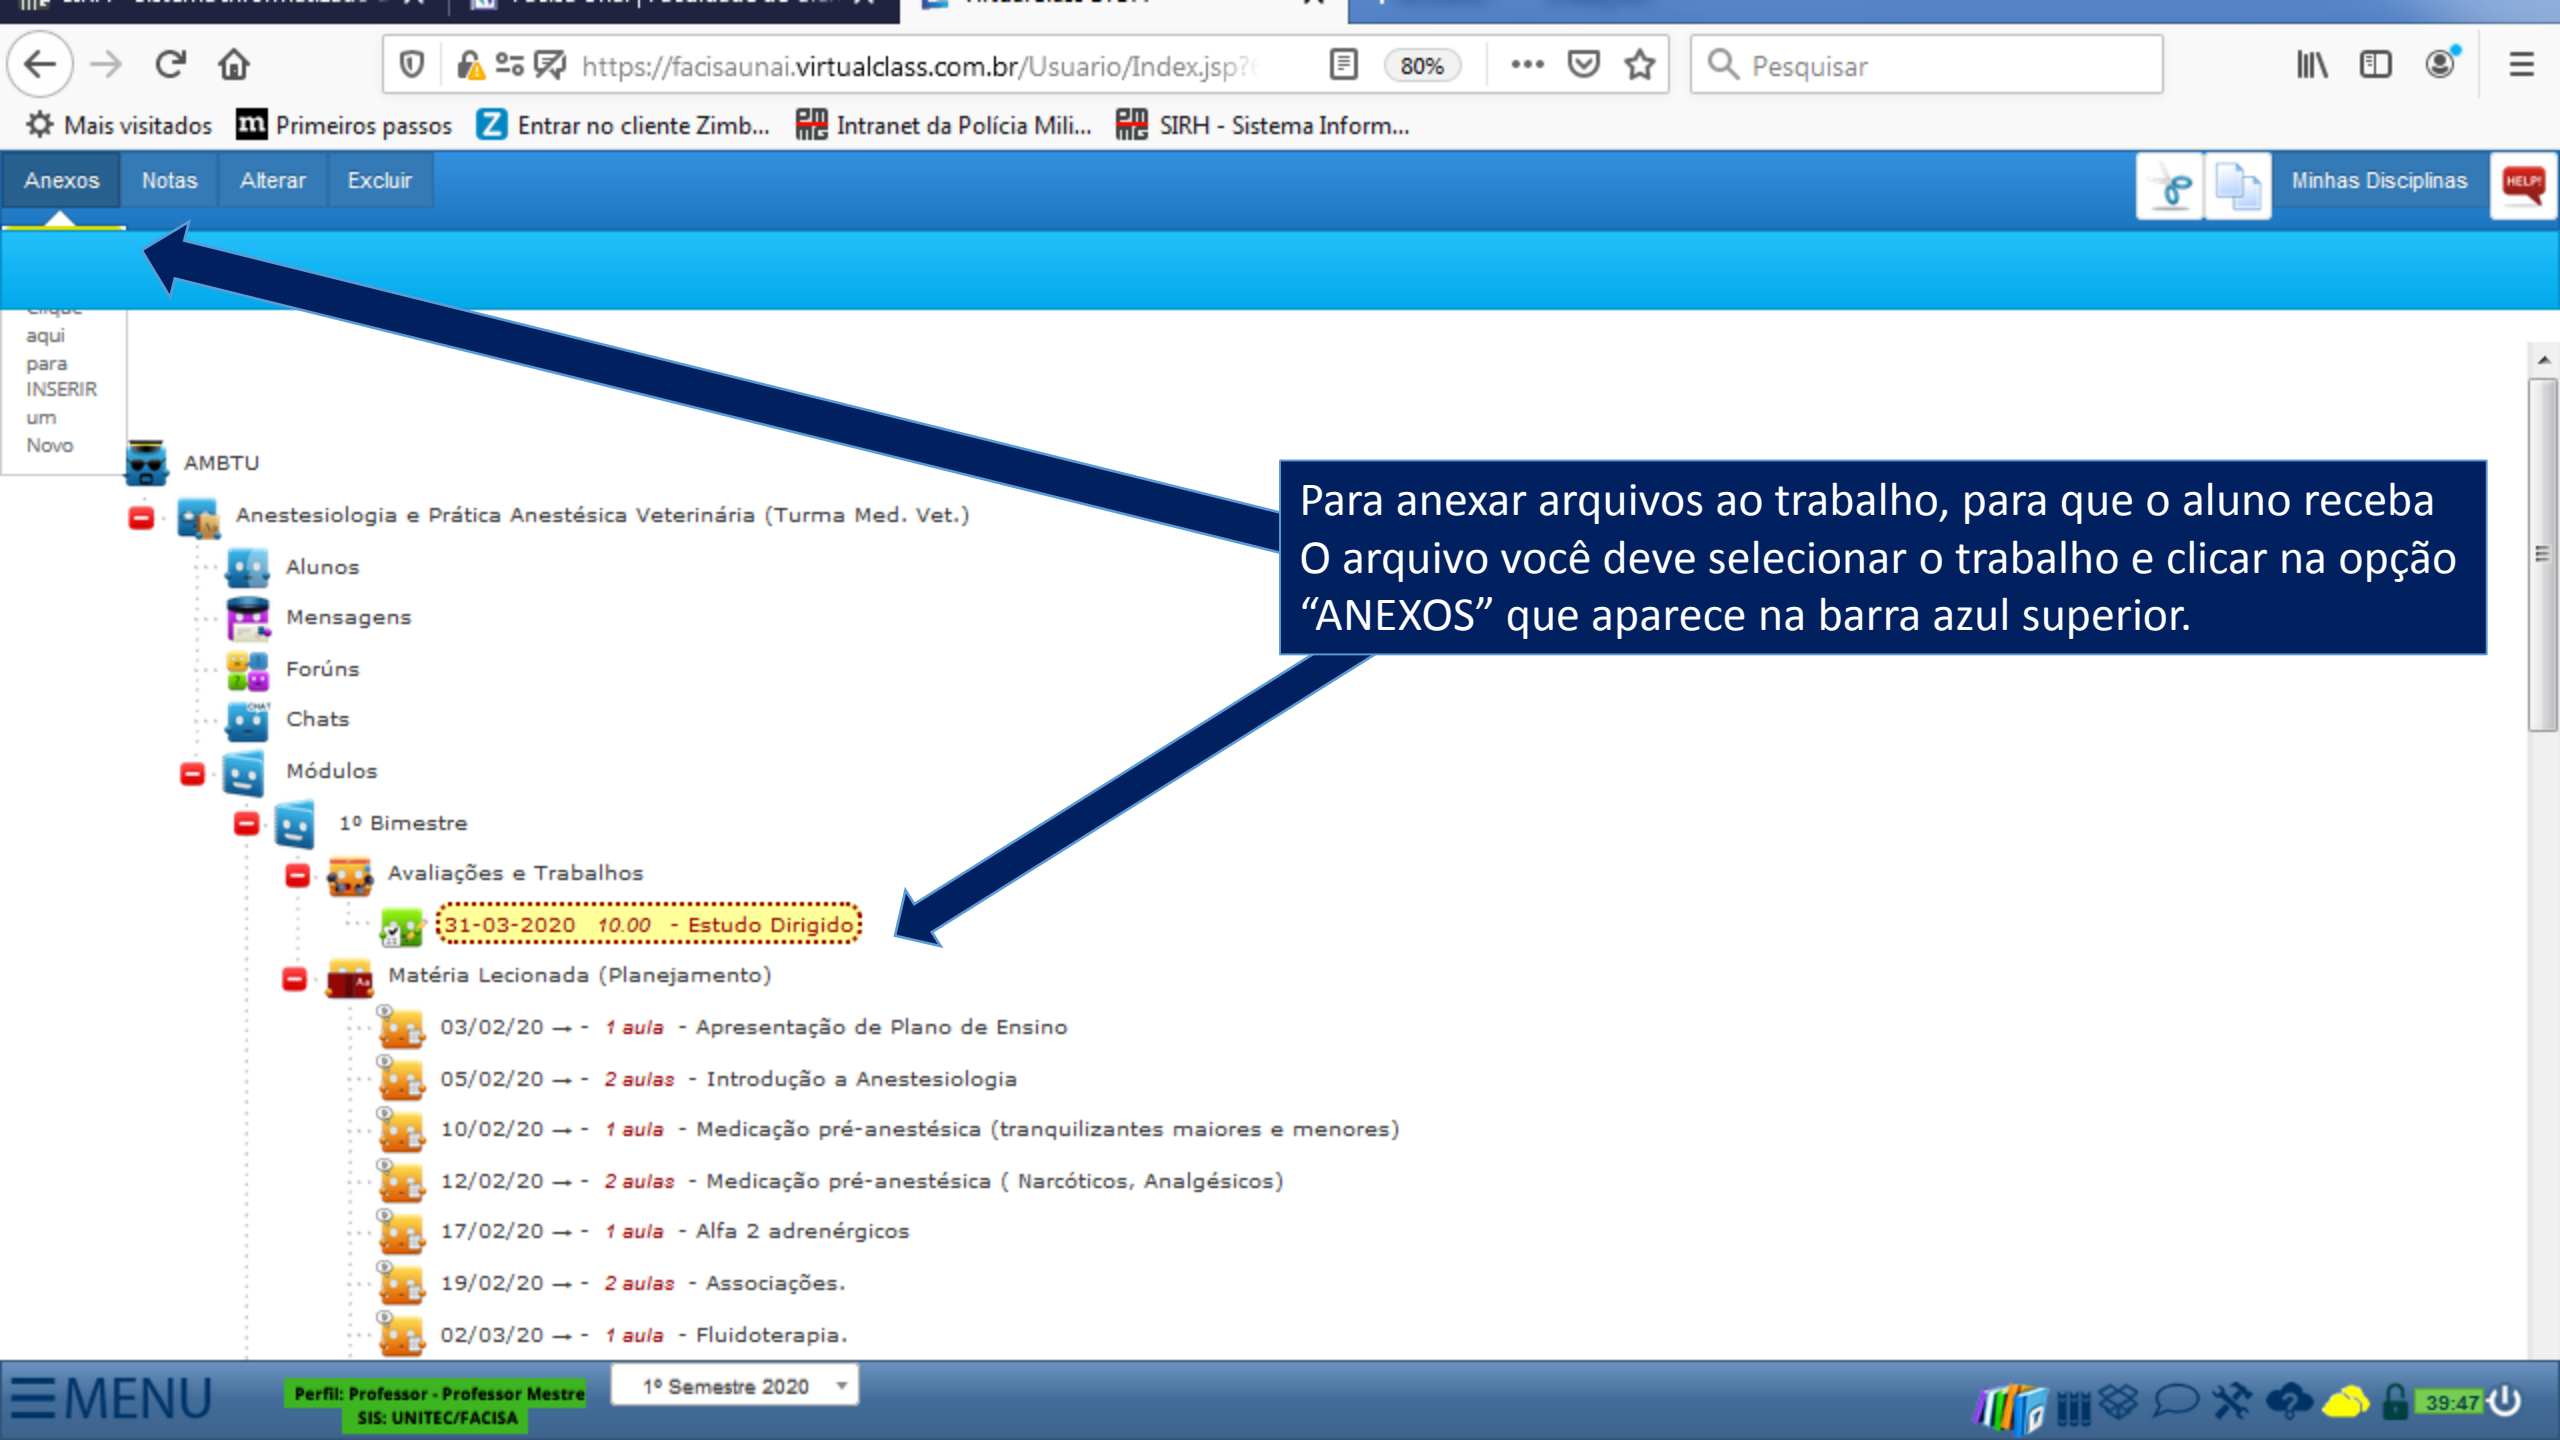 https://facisaunai.virtualclass.com.br/Usuario/Index.jsp?
80%
Pesquisar
Mais visitados
Primeiros passos
Entrar no cliente Zimb...
Intranet da Polícia Mili...
SIRH - Sistema Inform...
Anexos
Notas
Alterar
Excluir
Minhas Disciplinas
HELP!
Clique
aqui
para
INSERIR
um
Novo
AMBTU
Anestesiologia e Prática Anestésica Veterinária (Turma Med. Vet.)
Para anexar arquivos ao trabalho, para que o aluno receba
O arquivo você deve selecionar o trabalho e clicar na opção
“ANEXOS” que aparece na barra azul superior.
Alunos
Mensagens
Forúns
CHAT
Chats
Módulos
1º Bimestre
Avaliações e Trabalhos
31-03-2020 10.00 - Estudo Dirigido
Matéria Lecionada (Planejamento)
03/02/20 → - 1 aula - Apresentação de Plano de Ensino
05/02/20 → - 2 aulas - Introdução a Anestesiologia
10/02/20 → - 1 aula - Medicação pré-anestésica (tranquilizantes maiores e menores)
12/02/20 → - 2 aulas - Medicação pré-anestésica ( Narcóticos, Analgésicos)
17/02/20 → - 1 aula - Alfa 2 adrenérgicos
19/02/20 → - 2 aulas - Associações.
02/03/20 → - 1 aula - Fluidoterapia.
MENU
Perfil: Professor - Professor Mestre
SIS: UNITEC/FACISA
1º Semestre 2020
39:47